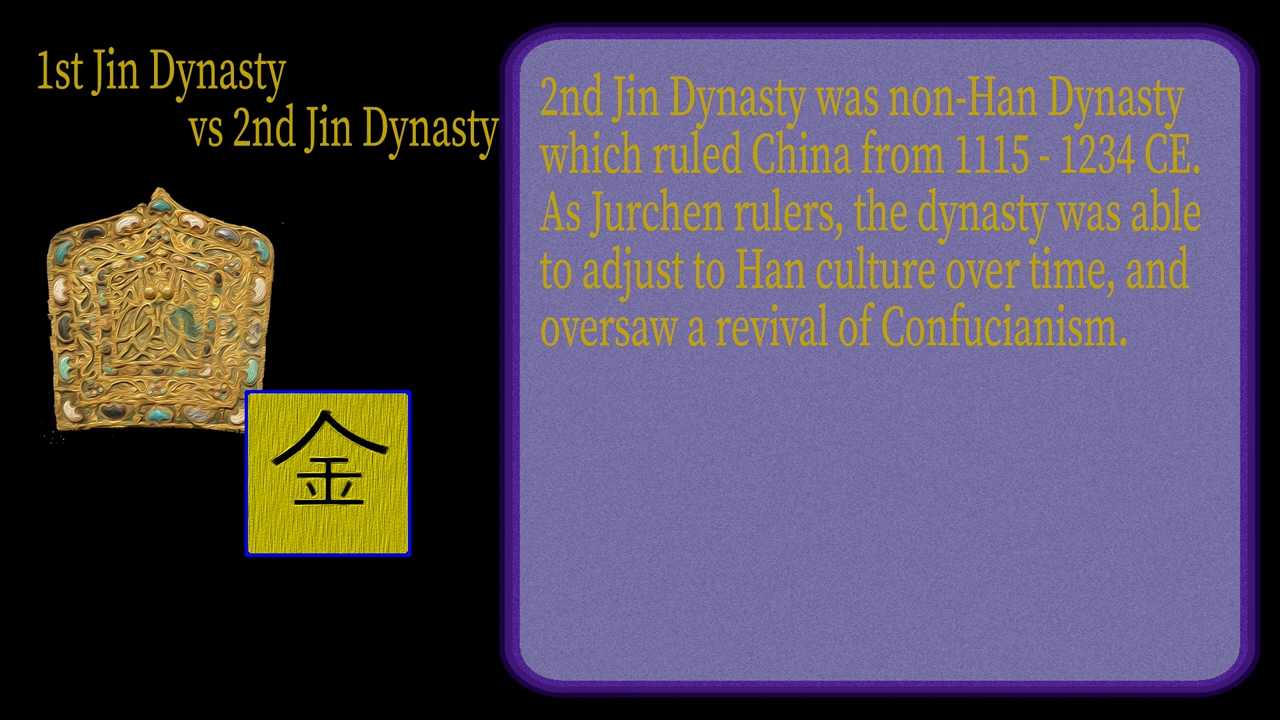 1st Jin Dynasty
vs 2nd Jin Dynasty
金
2nd Jin Dynasty was non-Han Dynasty
which ruled China from 1115 - 1234 CE.
As Jurchen rulers, the dynasty was able
to adjust to Han culture over time, and
oversaw a revival of Confucianism.